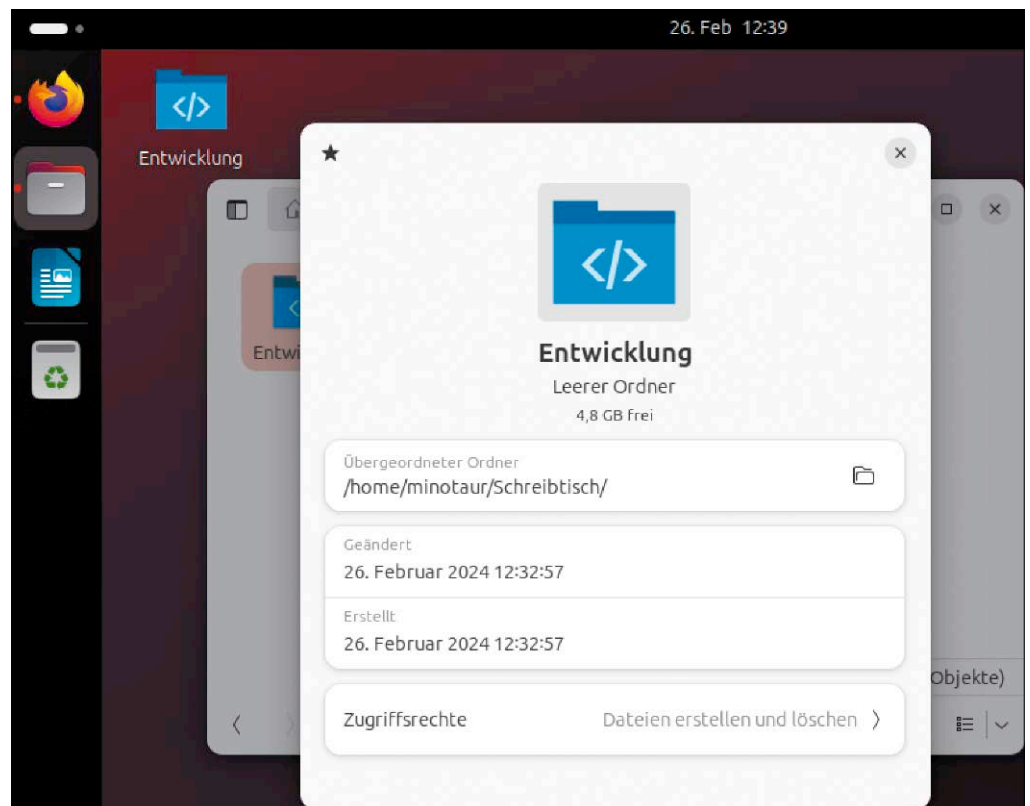 26. Feb 12:39
</>
Entwicklung
</>
Entwi
Entwicklung
Leerer Ordner
4,8 GB frei
Übergeordneter Ordner
/home/minotaur/Schreibtisch/
Geändert
26. Februar 2024 12:32:57
Erstellt
26. Februar 2024 12:32:57
Objekte)
Zugriffsrechte Dateien erstellen und löschen